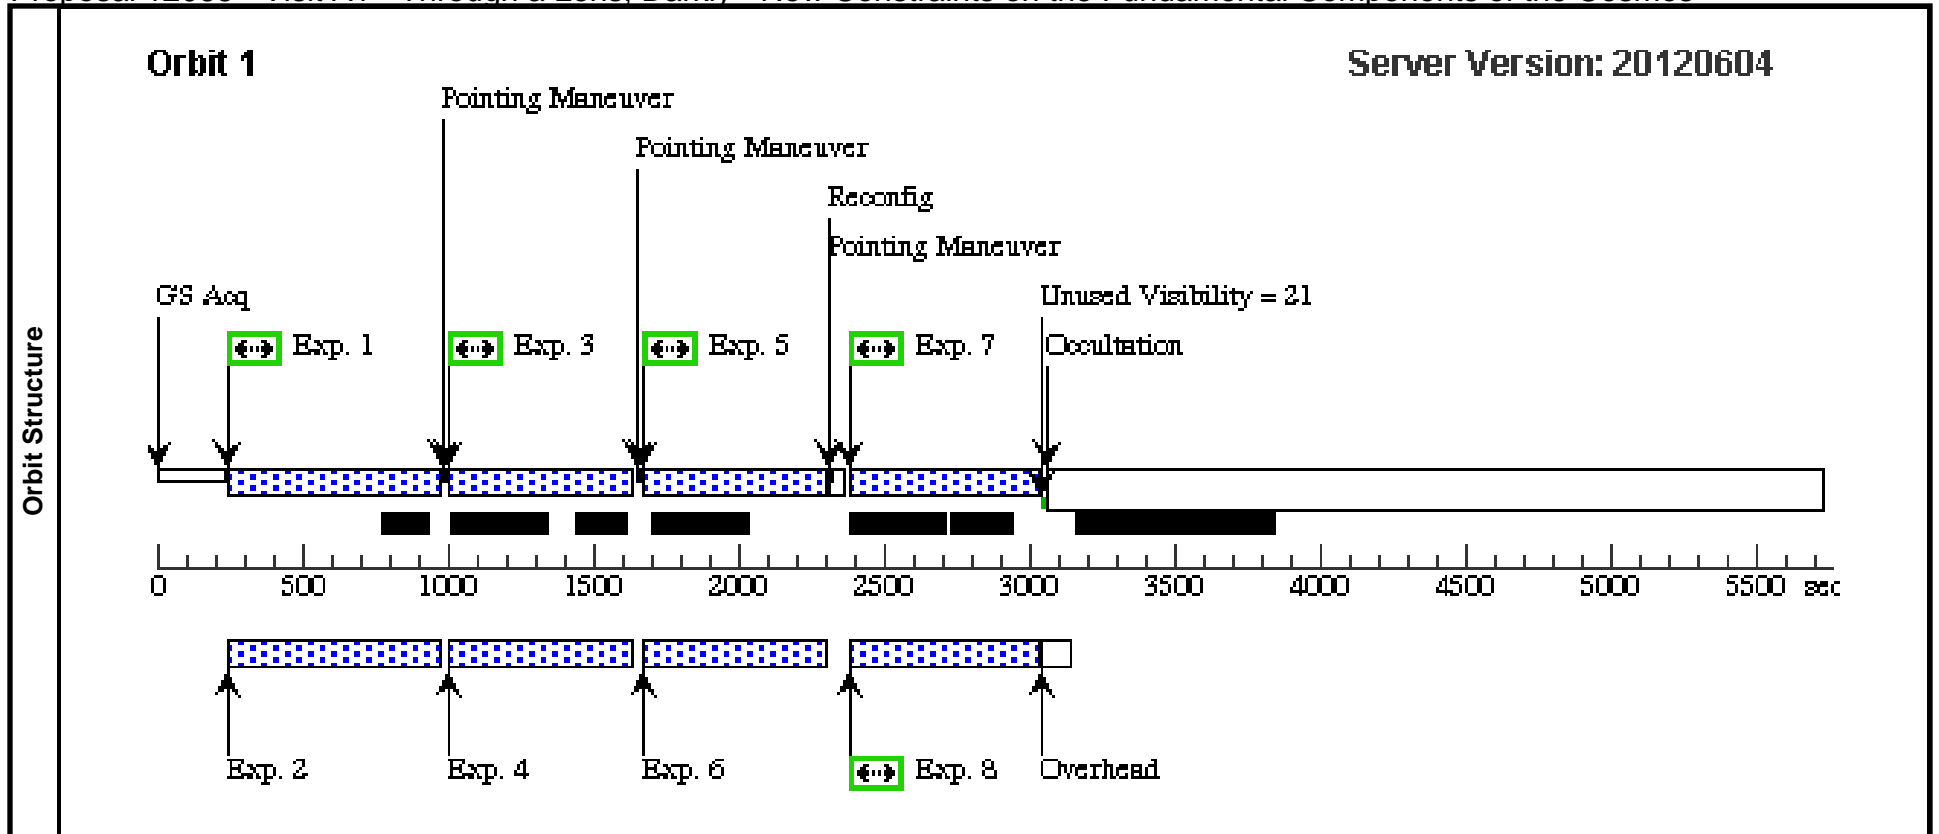 Orbit 1
Server Version: 20120604
Pointing Maneuver
Pointing Maneuver
Reconfig
Pointing Maneuver
GS Acq
Unused Visibility = 21
Exp. 1
Exp. 3
Exp. 5
Exp. 7
Occultation
Orbit Structure
0 500 1000 1500 2000 2500 3000 3500 4000 4500 5000 5500 sec
Exp. 2
Exp. 4
Exp. 6
Exp. 8
Overhead